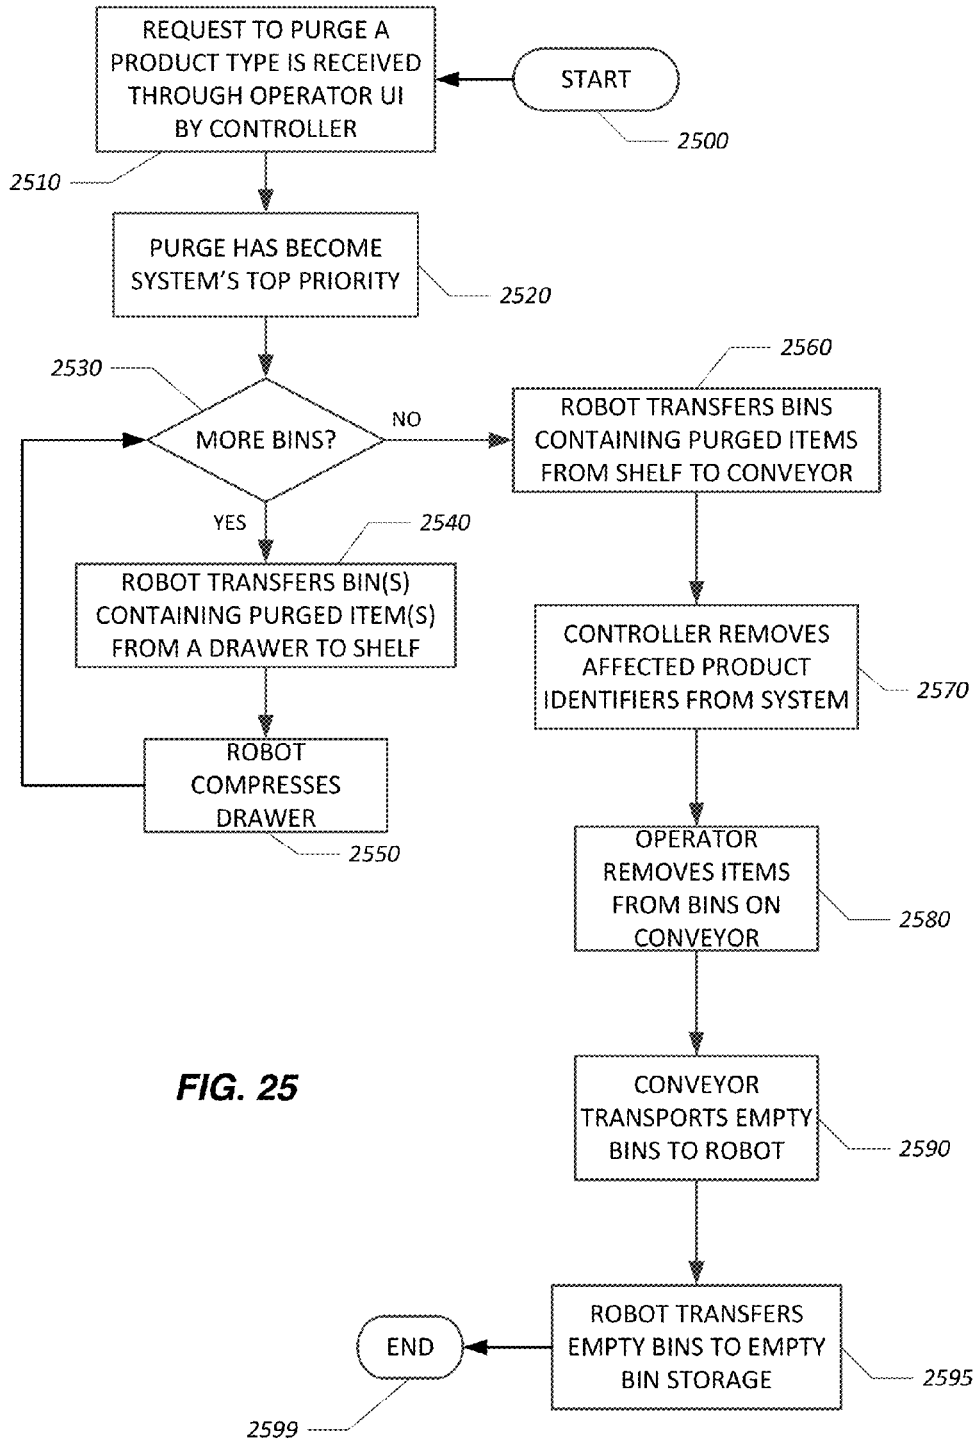 REQUEST TO PURGE A
PRODUCT TYPE IS RECEIVED
THROUGH OPERATOR UI
BY CONTROLLER
START
2500
2510
PURGE HAS BECOME
SYSTEM'S TOP PRIORITY
2520
2530
MORE BINS?
NO
YES
2540
ROBOT TRANSFERS BIN(S)
CONTAINING PURGED ITEM(S)
FROM A DRAWER TO SHELF
ROBOT
COMPRESSES
DRAWER
2550
2560
ROBOT TRANSFERS BINS
CONTAINING PURGED ITEMS
FROM SHELF TO CONVEYOR
CONTROLLER REMOVES
AFFECTED PRODUCT
IDENTIFIERS FROM SYSTEM
2570
OPERATOR
REMOVES ITEMS
FROM BINS ON
CONVEYOR
2580
FIG. 25
CONVEYOR
TRANSPORTS EMPTY
BINS TO ROBOT
2590
ROBOT TRANSFERS
EMPTY BINS TO EMPTY
BIN STORAGE
2595
END
2599